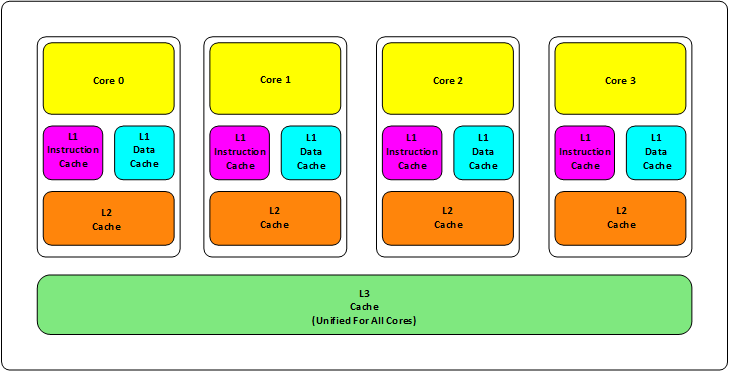 Core 0
Core 1
Core 2
Core 3
L1
Instruction
Cache
L1
Data
Cache
L1
Instruction
Cache
L1
Data
Cache
L1
Instruction
Cache
L1
Data
Cache
L1
Instruction
Cache
L1
Data
Cache
L2
Cache
L2
Cache
L2
Cache
L2
Cache
L3
Cache
(Unified For All Cores)